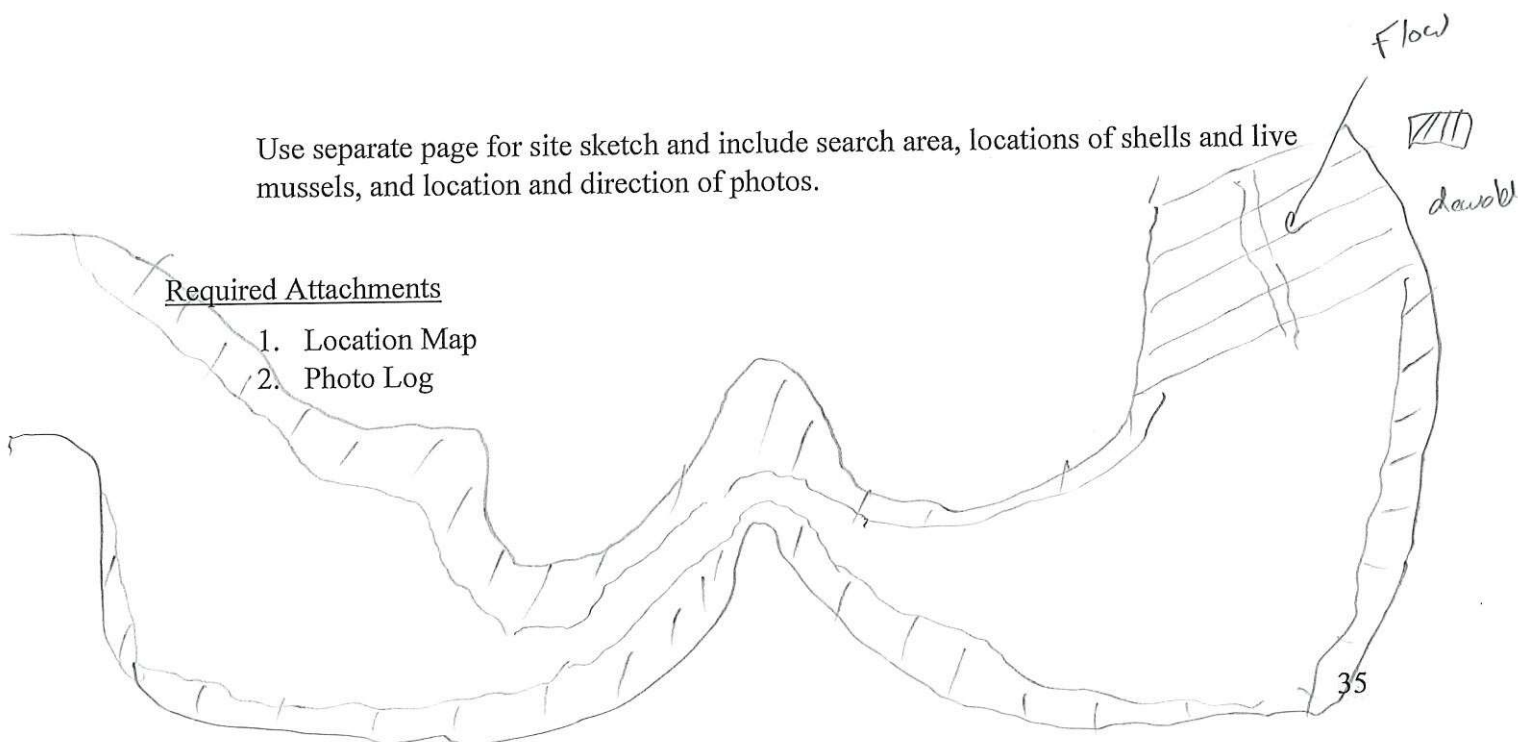 Flow
Use separate page for site sketch and include search area, locations of shells and live
mussels, and location and direction of photos.
Required Attachments
1. Location Map
2. Photo Log
35